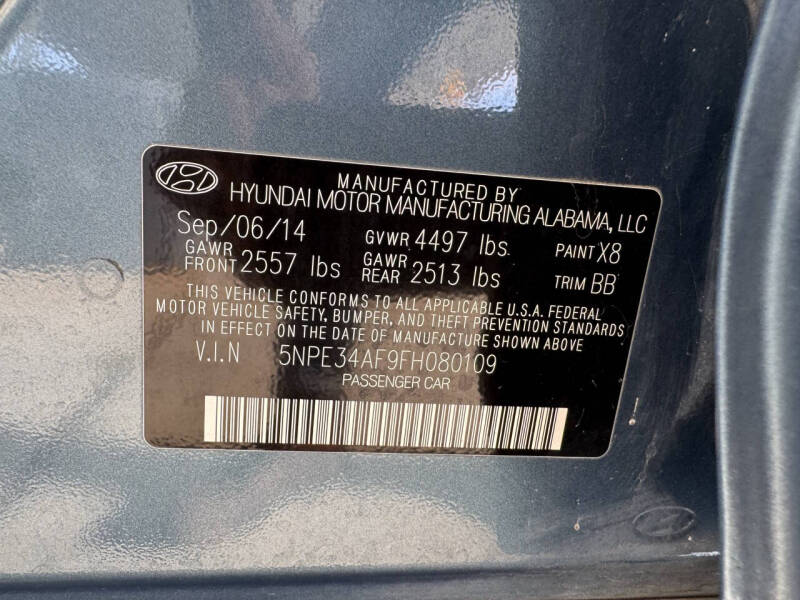 MANUFACTURED BY
HYUNDAI MOTOR MANUFACTURING ALABAMA, LLC
Sep/06/14 GVWR 4497 lbs PAINT X8
GAWR FRONT 2557 lbs GAWR REAR 2513 lbs TRIM BB
THIS VEHICLE CONFORMS TO ALL APPLICABLE U.S.A. FEDERAL
MOTOR VEHICLE SAFETY, BUMPER, AND THEFT PREVENTION STANDARDS
IN EFFECT ON THE DATE OF MANUFACTURE SHOWN ABOVE
V.I.N 5NPE34AF9FH080109
PASSENGER CAR